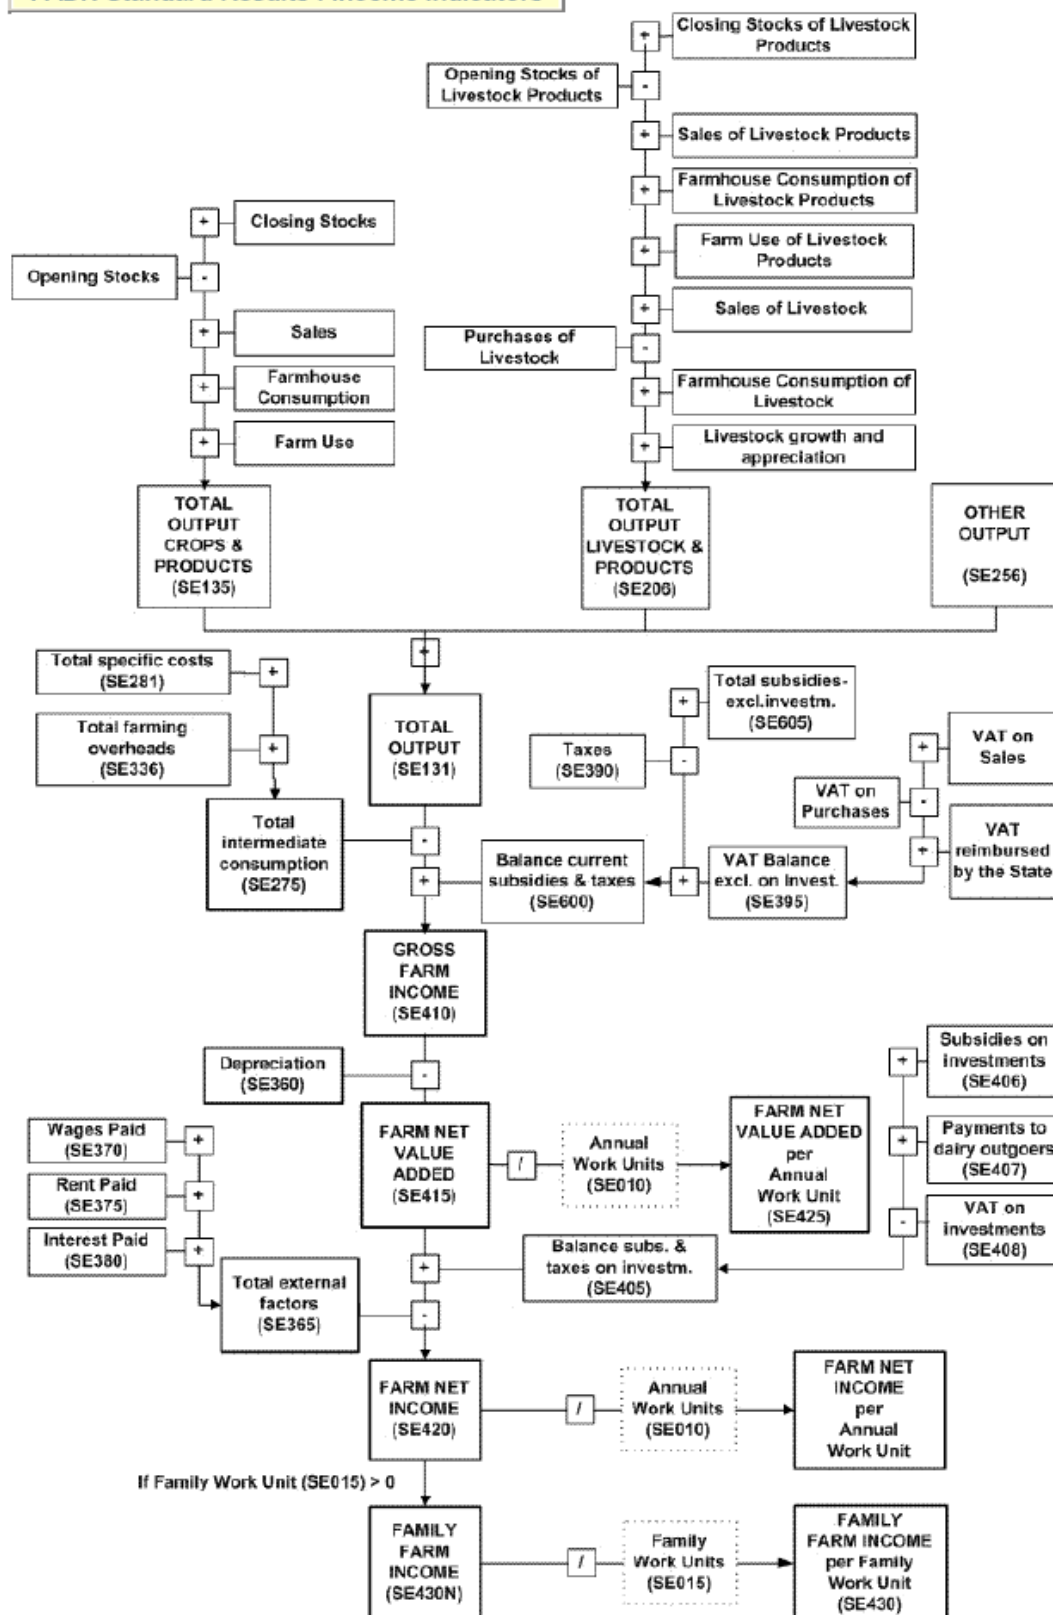 +
Closing Stocks of Livestock
Products
Opening Stocks of
Livestock Products
-
+
Sales of Livestock Products
+
Farmhouse Consumption of
Livestock Products
+
Closing Stocks
+
Farm Use of Livestock
Products
Opening Stocks
-
+
Sales of Livestock
+
Sales
Purchases of
Livestock
-
+
Farmhouse
Consumption
+
Farmhouse Consumption of
Livestock
+
Farm Use
+
Livestock growth and
appreciation
TOTAL
OUTPUT
CROPS &
PRODUCTS
(SE135)
TOTAL
OUTPUT
LIVESTOCK &
PRODUCTS
(SE206)
OTHER
OUTPUT
(SE256)
+
Total specific costs
(SE281)
+
Total farming
overheads
(SE336)
+
TOTAL
OUTPUT
(SE131)
+
Total subsidies-
excl.investm.
(SE605)
Taxes
(SE390)
-
+
VAT on
Sales
VAT on
Purchases
-
+
VAT
reimbursed
by the State
Total
intermediate
consumption
(SE275)
-
+
Balance current
subsidies & taxes
(SE600)
+
VAT Balance
excl. on Invest.
(SE395)
GROSS
FARM
INCOME
(SE410)
Depreciation
(SE360)
-
+
Subsidies on
investments
(SE406)
+
Payments to
dairy outgoers
(SE407)
-
VAT on
investments
(SE408)
Wages Paid
(SE370)
+
Rent Paid
(SE375)
+
Interest Paid
(SE380)
+
FARM NET
VALUE
ADDED
(SE415)
/
Annual
Work Units
(SE010)
FARM NET
VALUE ADDED
per
Annual
Work Unit
(SE425)
+
Balance subs. &
taxes on investm.
(SE405)
Total external
factors
(SE365)
-
FARM NET
INCOME
(SE420)
/
Annual
Work Units
(SE010)
FARM NET
INCOME
per
Annual
Work Unit
If Family Work Unit (SE015) > 0
FAMILY
FARM
INCOME
(SE430N)
/
Family
Work Units
(SE015)
FAMILY
FARM INCOME
per Family
Work Unit
(SE430)